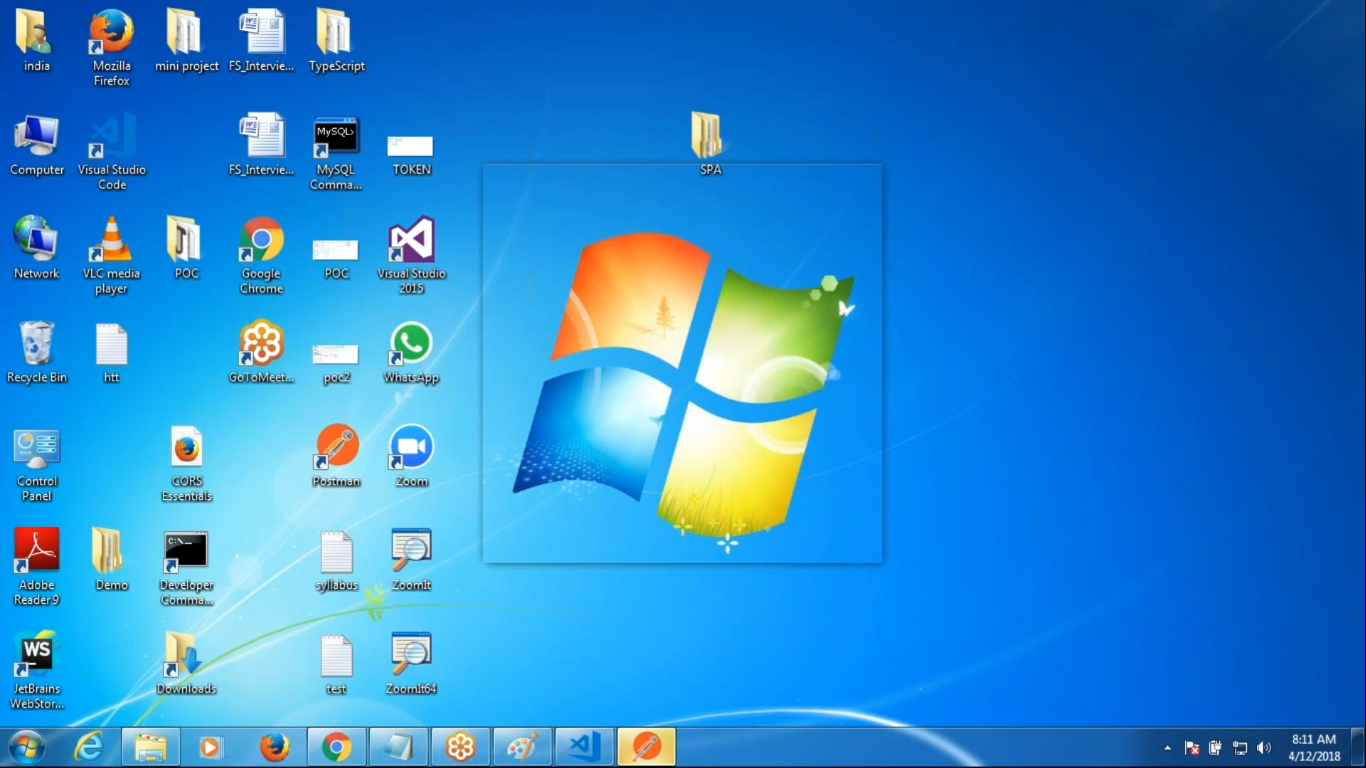 india
Mozilla
Firefox
mini project
FS_Intervie...
TypeScript
Computer
Visual Studio
Code
FS_Intervie...
MySQL>
MySQL
Comma...
TOKEN
SPA
Network
VLC media
player
POC
Google
Chrome
POC
Visual Studio
2015
Recycle Bin
htt
GoToMeet...
poc2
WhatsApp
Control
Panel
CORS
Essentials
Postman
Zoom
Adobe
Reader 9
Demo
C:\_
Developer
Comma...
syllabus
ZoomIt
WS
JetBrains
WebStor...
Downloads
test
ZoomIt64
8:11 AM
4/12/2018